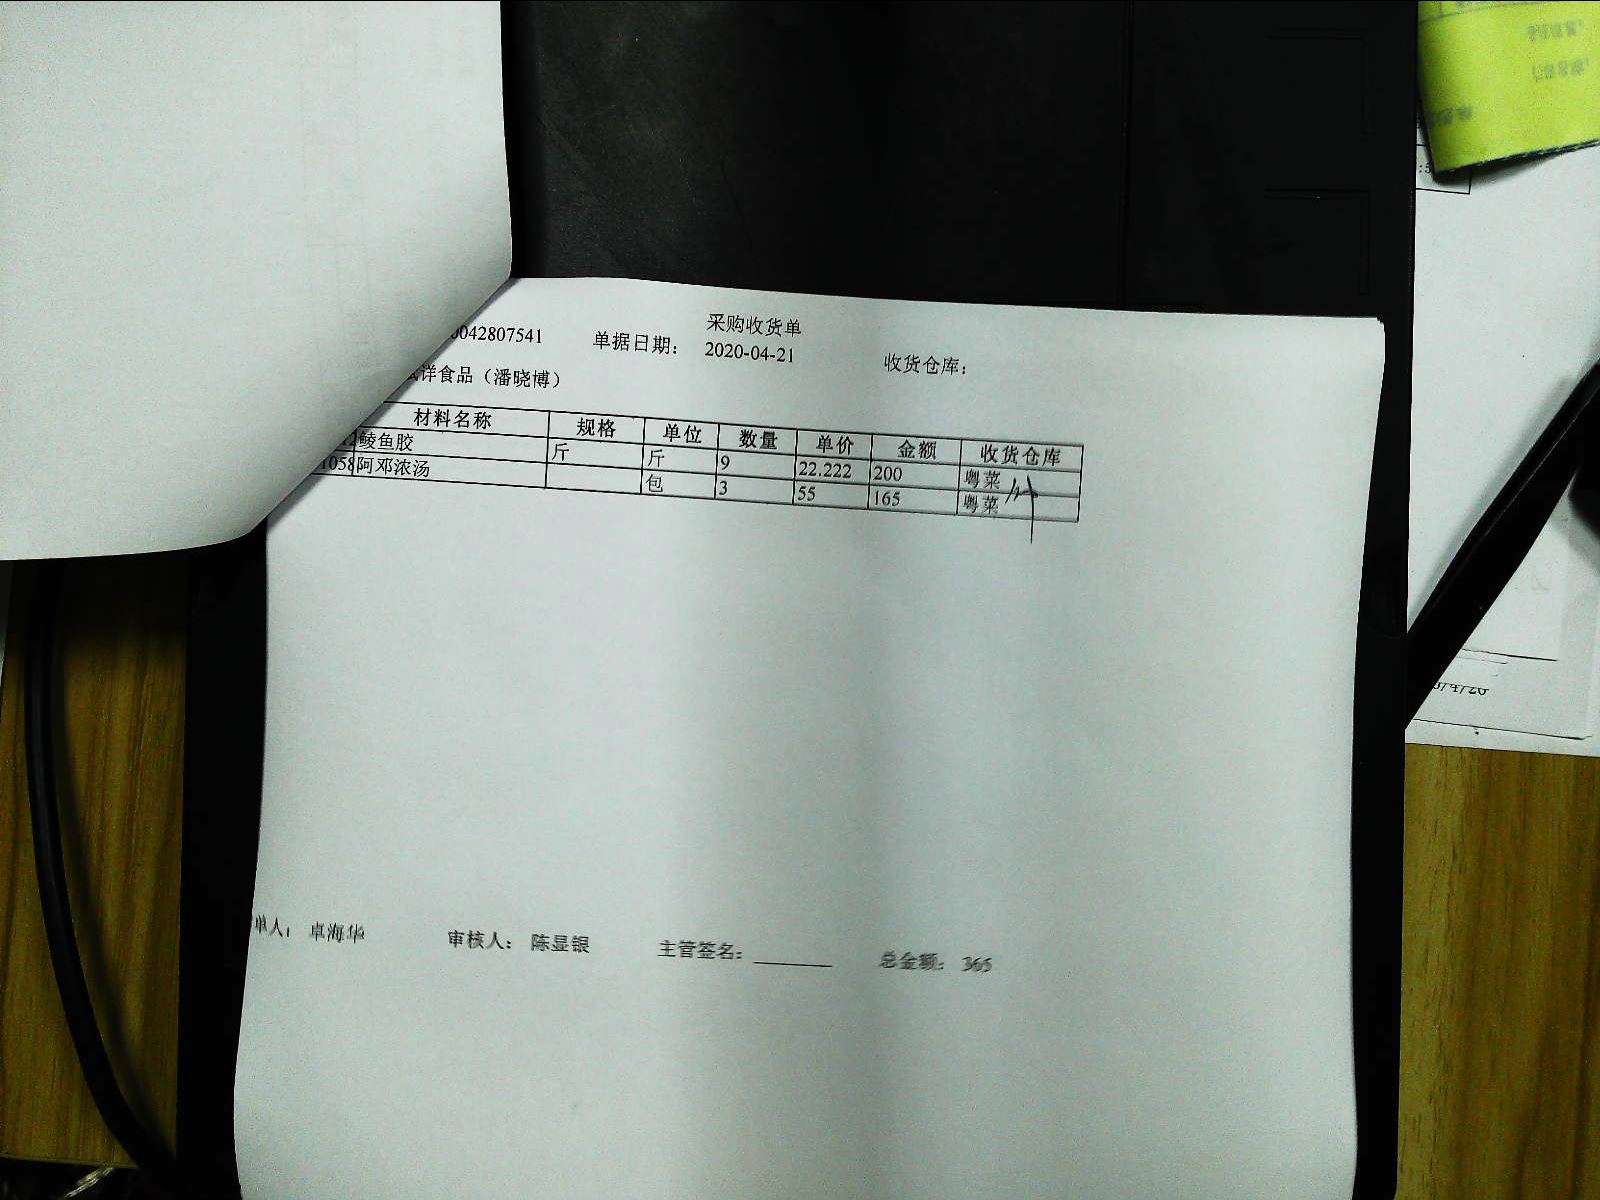 采购收货单
0042807541 单据日期： 2020-04-21 收货仓库：
洋食品（潘晓博）
材料名称 规格 单位 数量 单价 金额 收货仓库
鲮鱼胶 斤 斤 9 22.222 200 粤菜
1058 阿邓浓汤 包 3 55 165 粤菜
单人： 卓海华 审核人： 陈显银 主管签名：________ 总金额： 365